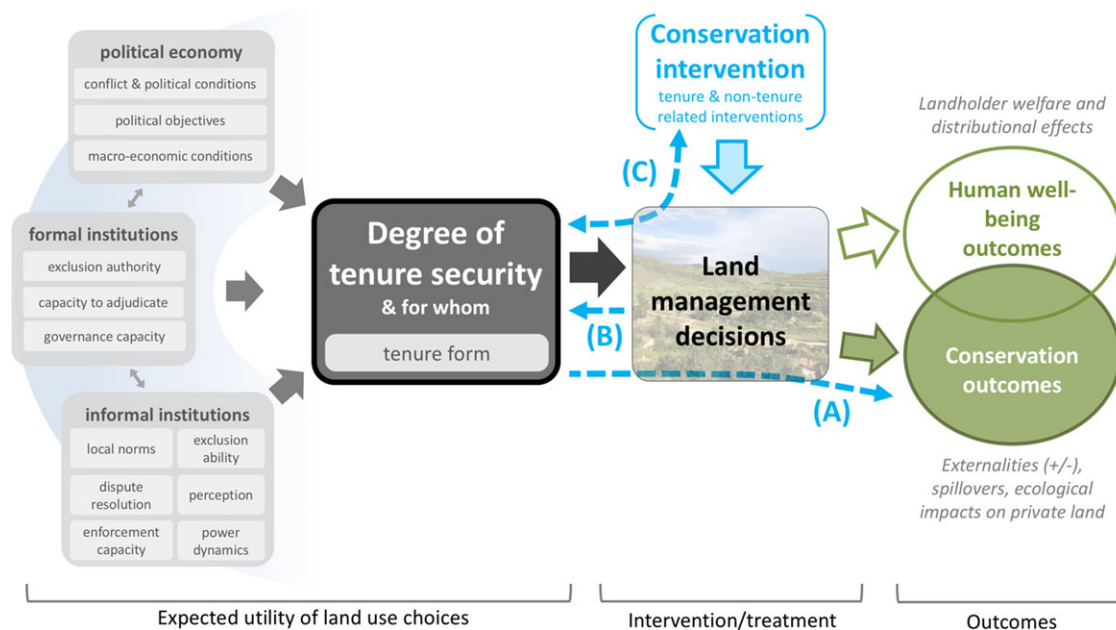 political economy
conflict & political conditions
political objectives
macro-economic conditions
formal institutions
exclusion authority
capacity to adjudicate
governance capacity
informal institutions
local norms
exclusion
ability
dispute
resolution
perception
enforcement
capacity
power
dynamics
Degree of
tenure security
& for whom
tenure form
Conservation
intervention
tenure & non-tenure
related interventions
(C)
(B)
(A)
Land
management
decisions
Landholder welfare and
distributional effects
Human well-
being
outcomes
Conservation
outcomes
Externalities (+/-),
spillovers, ecological
impacts on private land
Expected utility of land use choices
Intervention/treatment
Outcomes